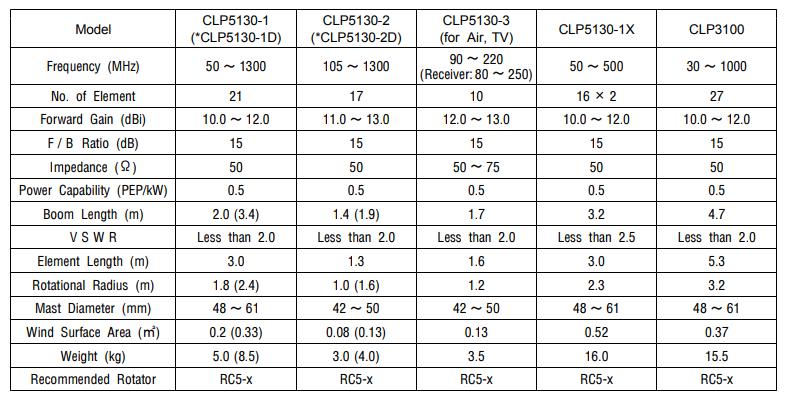 Model CLP5130-1 (*CLP5130-1D) CLP5130-2 (*CLP5130-2D) CLP5130-3 (for Air, TV) CLP5130-1X CLP3100
Frequency (MHz) 50 ~ 1300 105 ~ 1300 90 ~ 220 (Receiver: 80 ~ 250) 50 ~ 500 30 ~ 1000
No. of Element 21 17 10 16 × 2 27
Forward Gain (dBi) 10.0 ~ 12.0 11.0 ~ 13.0 12.0 ~ 13.0 10.0 ~ 12.0 10.0 ~ 12.0
F / B Ratio (dB) 15 15 15 15 15
Impedance (Ω) 50 50 50 ~ 75 50 50
Power Capability (PEP/kW) 0.5 0.5 0.5 0.5 0.5
Boom Length (m) 2.0 (3.4) 1.4 (1.9) 1.7 3.2 4.7
V S W R Less than 2.0 Less than 2.0 Less than 2.0 Less than 2.5 Less than 2.0
Element Length (m) 3.0 1.3 1.6 3.0 5.3
Rotational Radius (m) 1.8 (2.4) 1.0 (1.6) 1.2 2.3 3.2
Mast Diameter (mm) 48 ~ 61 42 ~ 50 42 ~ 50 48 ~ 61 48 ~ 61
Wind Surface Area (㎡) 0.2 (0.33) 0.08 (0.13) 0.13 0.52 0.37
Weight (kg) 5.0 (8.5) 3.0 (4.0) 3.5 16.0 15.5
Recommended Rotator RC5-x RC5-x RC5-x RC5-x RC5-x